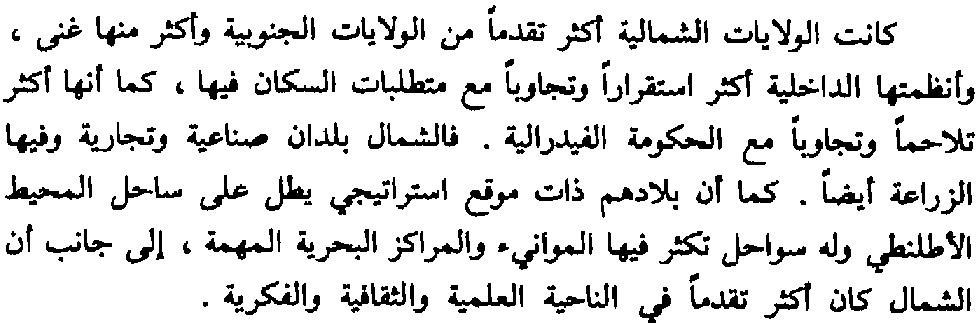 كانت الولايات الشمالية أكثر تقدماً من الولايات الجنوبية وأكثر منها غنى ،
وأنظمتها الداخلية أكثر استقراراً وتجاوباً مع متطلبات السكان فيها ، كما أنها أكثر
تلاحماً وتجاوباً مع الحكومة الفيدرالية . فالشمال بلدان صناعية وتجارية وفيها
الزراعة أيضاً . كما أن بلادهم ذات موقع استراتيجي يطل على ساحل المحيط
الأطلنطي وله سواحل تكثر فيها الموانيء والمراكز البحرية المهمة ، إلى جانب أن
الشمال كان أكثر تقدماً في الناحية العلمية والثقافية والفكرية .